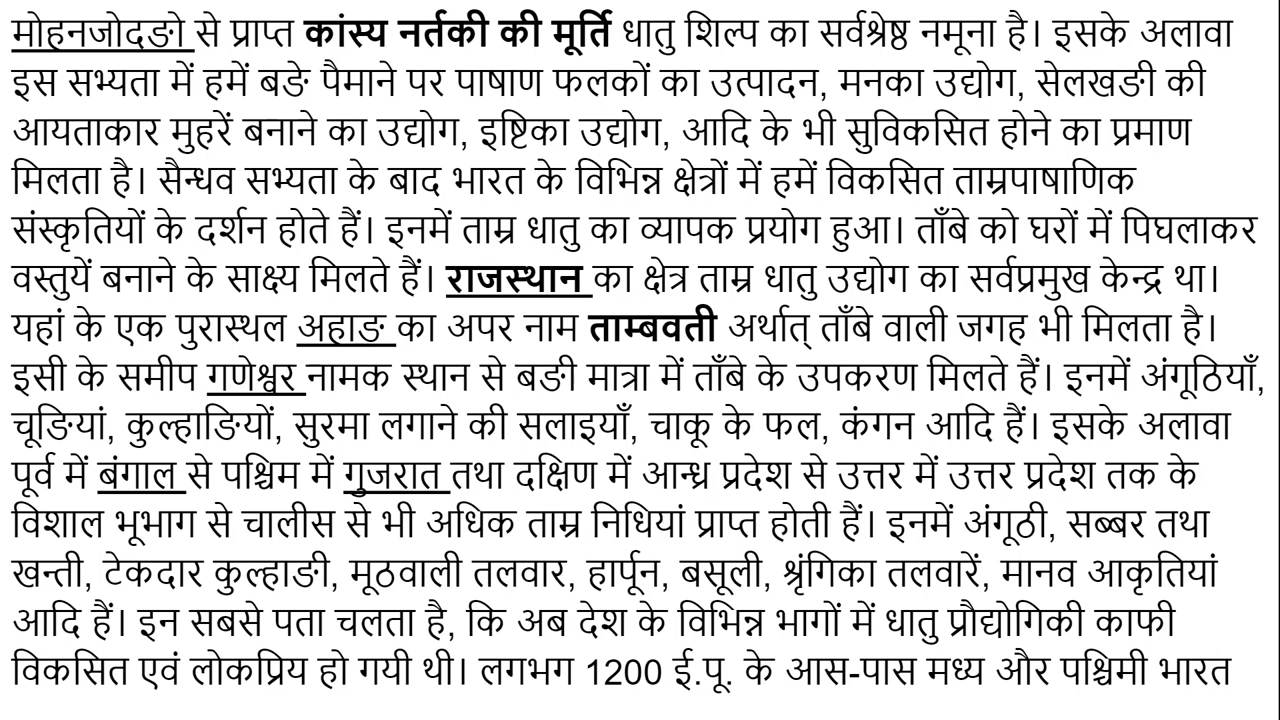 मोहनजोदङो से प्राप्त कांस्य नर्तकी की मूर्ति धातु शिल्प का सर्वश्रेष्ठ नमूना है। इसके अलावा
इस सभ्यता में हमें बङे पैमाने पर पाषाण फलकों का उत्पादन, मनका उद्योग, सेलखङी की
आयताकार मुहरें बनाने का उद्योग, इष्टिका उद्योग, आदि के भी सुविकसित होने का प्रमाण
मिलता है। सैन्धव सभ्यता के बाद भारत के विभिन्न क्षेत्रों में हमें विकसित ताम्रपाषाणिक
संस्कृतियों के दर्शन होते हैं। इनमें ताम्र धातु का व्यापक प्रयोग हुआ। ताँबे को घरों में पिघलाकर
वस्तुयें बनाने के साक्ष्य मिलते हैं। राजस्थान का क्षेत्र ताम्र धातु उद्योग का सर्वप्रमुख केन्द्र था।
यहां के एक पुरास्थल अहाङ का अपर नाम ताम्बवती अर्थात् ताँबे वाली जगह भी मिलता है।
इसी के समीप गणेश्वर नामक स्थान से बङी मात्रा में ताँबे के उपकरण मिलते हैं। इनमें अंगूठियाँ,
चूङियां, कुल्हाङियों, सुरमा लगाने की सलाइयाँ, चाकू के फल, कंगन आदि हैं। इसके अलावा
पूर्व में बंगाल से पश्चिम में गुजरात तथा दक्षिण में आन्ध्र प्रदेश से उत्तर में उत्तर प्रदेश तक के
विशाल भूभाग से चालीस से भी अधिक ताम्र निधियां प्राप्त होती हैं। इनमें अंगूठी, सब्बर तथा
खन्ती, टेकदार कुल्हाङी, मूठवाली तलवार, हार्पून, बसूली, श्रृंगिका तलवारें, मानव आकृतियां
आदि हैं। इन सबसे पता चलता है, कि अब देश के विभिन्न भागों में धातु प्रौद्योगिकी काफी
विकसित एवं लोकप्रिय हो गयी थी। लगभग 1200 ई.पू. के आस-पास मध्य और पश्चिमी भारत